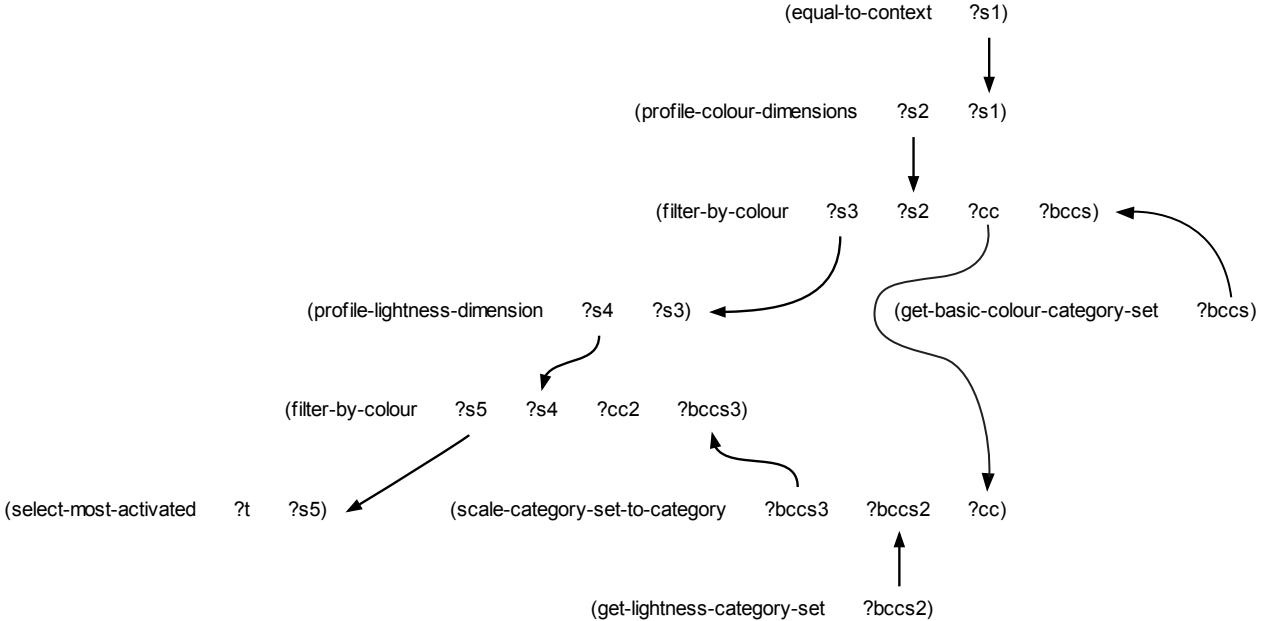 (equal-to-context ?s1)
(profile-colour-dimensions ?s2 ?s1)
(filter-by-colour ?s3 ?s2 ?cc ?bccs)
(profile-lightness-dimension ?s4 ?s3)
(get-basic-colour-category-set ?bccs)
(filter-by-colour ?s5 ?s4 ?cc2 ?bccs3)
(select-most-activated ?t ?s5)
(scale-category-set-to-category ?bccs3 ?bccs2 ?cc)
(get-lightness-category-set ?bccs2)